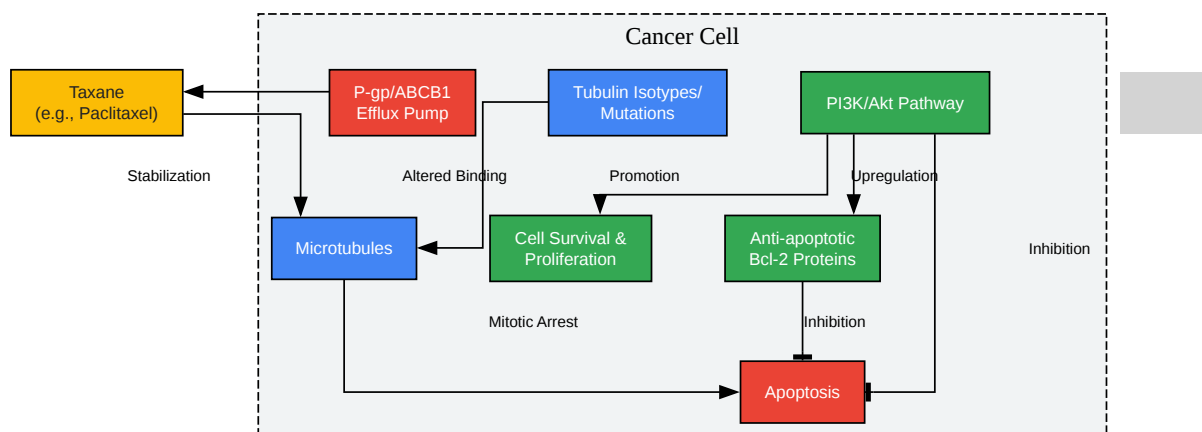 Cancer Cell
Taxane
(e.g., Paclitaxel)
P-gp/ABCB1
Efflux Pump
Tubulin Isotypes/
Mutations
PI3K/Akt Pathway
Stabilization
Altered Binding
Promotion
Upregulation
Microtubules
Cell Survival &
Proliferation
Anti-apoptotic
Bcl-2 Proteins
Inhibition
Mitotic Arrest
Inhibition
Apoptosis